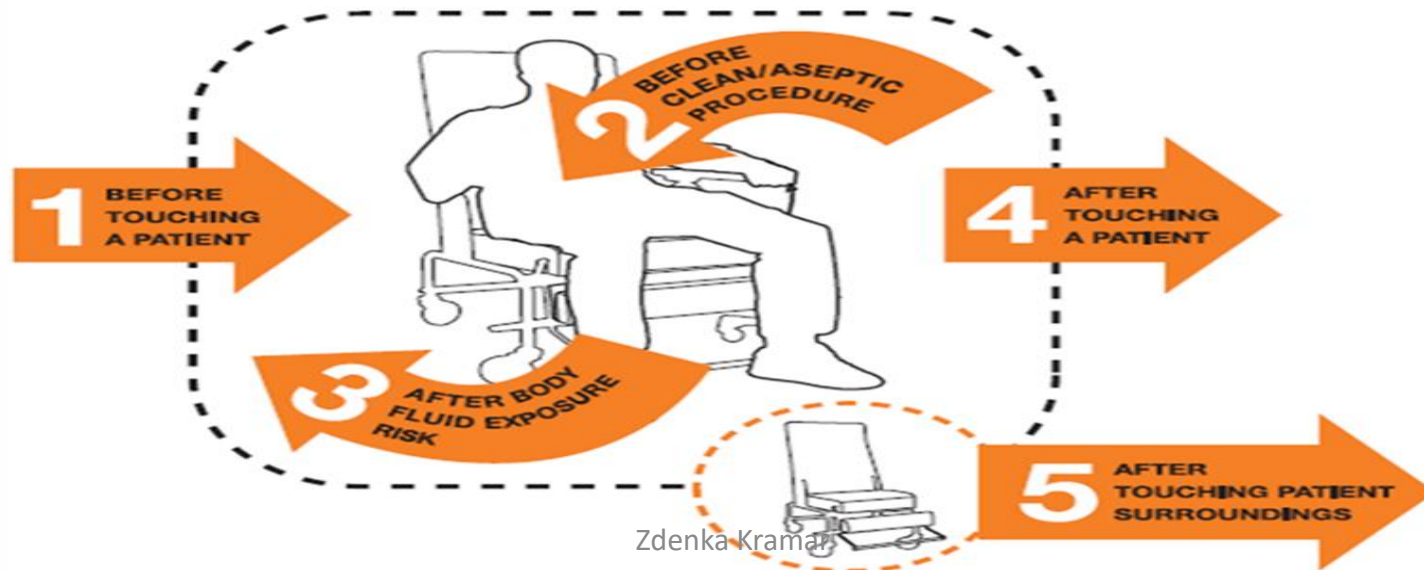 1 BEFORE
TOUCHING
A PATIENT
2 BEFORE
CLEAN/ASEPTIC
PROCEDURE
3 AFTER BODY
FLUID EXPOSURE
RISK
4 AFTER
TOUCHING
A PATIENT
5 AFTER
TOUCHING PATIENT
SURROUNDINGS
Zdenka Kramar